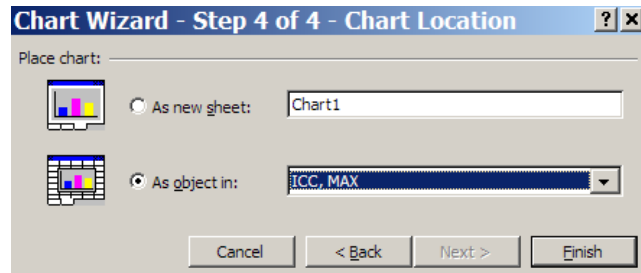 Chart Wizard - Step 4 of 4 - Chart Location ? x
Place chart:
As new sheet: Chart1
As object in: ICC, MAX
Cancel < Back Next > Finish